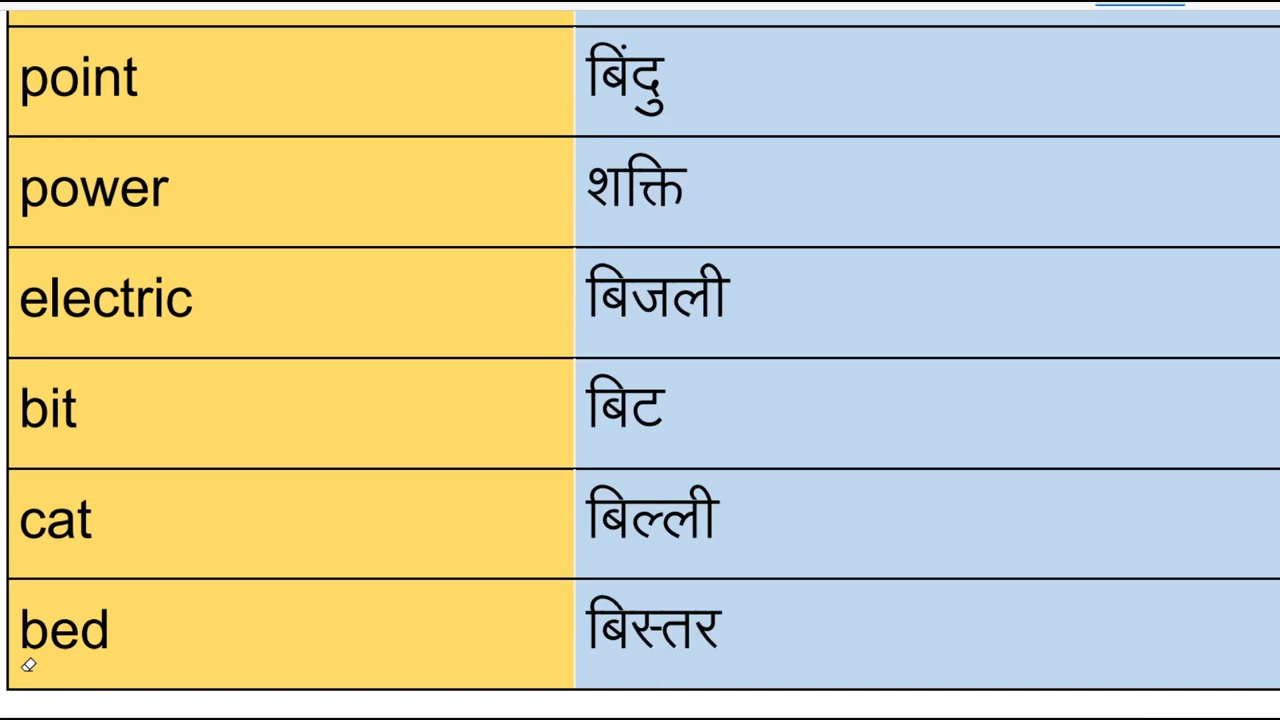 point बिंदु
power शक्ति
electric बिजली
bit बिट
cat बिल्ली
bed बिस्तर